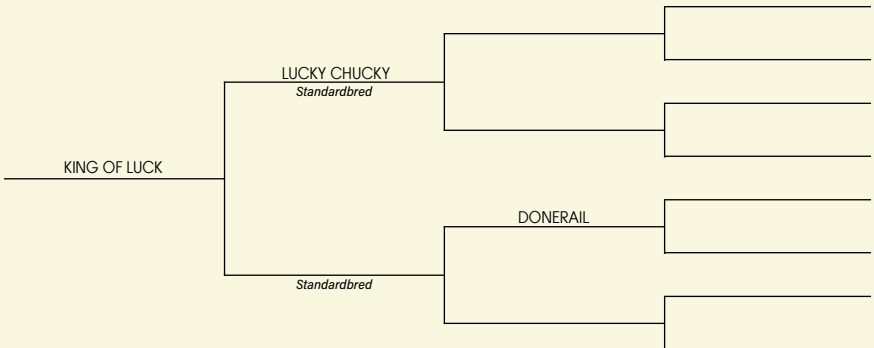 LUCKY CHUCKY
Standardbred
KING OF LUCK
DONERAIL
Standardbred